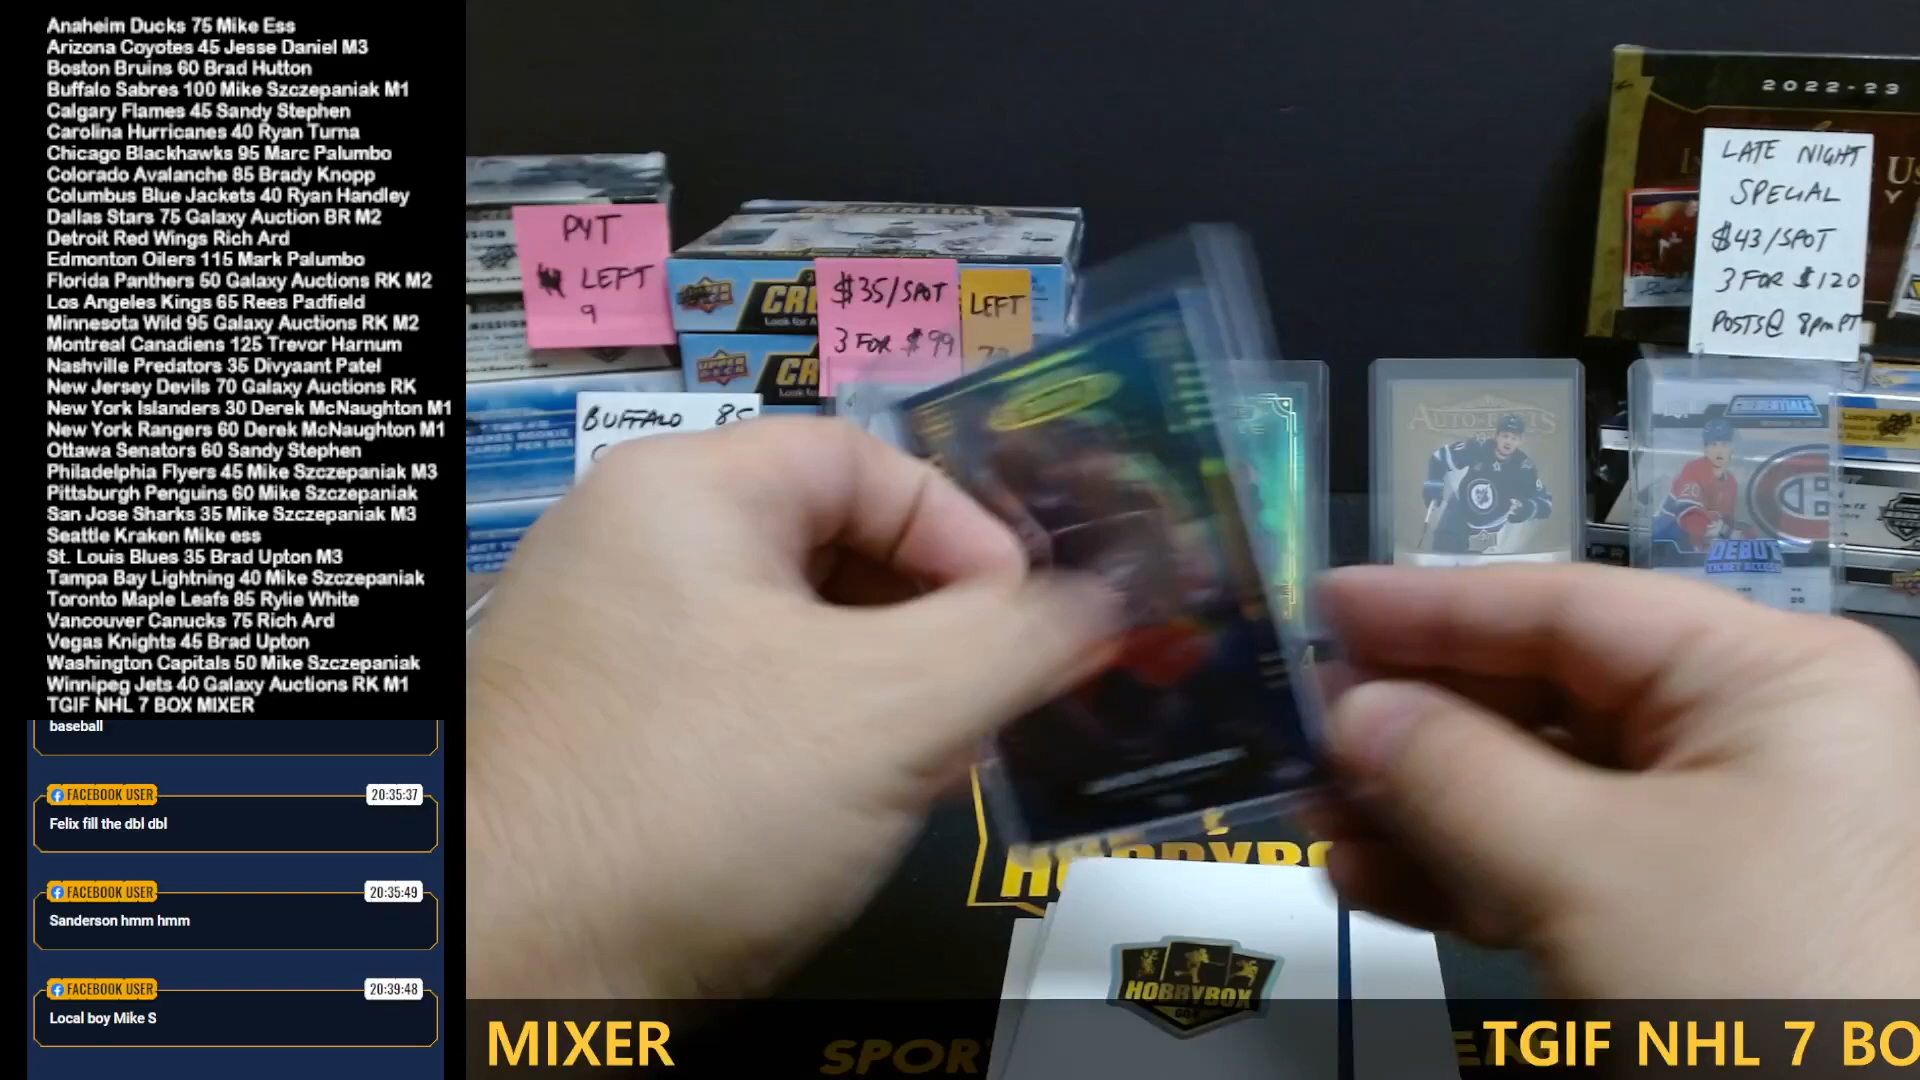 Anaheim Ducks 75 Mike Ess
Arizona Coyotes 45 Jesse Daniel M3
Boston Bruins 60 Brad Hutton
Buffalo Sabres 100 Mike Szczepaniak M1
Calgary Flames 45 Sandy Stephen
Carolina Hurricanes 40 Ryan Turna
Chicago Blackhawks 95 Marc Palumbo
Colorado Avalanche 85 Brady Knopp
Columbus Blue Jackets 40 Ryan Handley
Dallas Stars 75 Galaxy Auction BR M2
Detroit Red Wings Rich Ard
Edmonton Oilers 115 Mark Palumbo
Florida Panthers 50 Galaxy Auctions RK M2
Los Angeles Kings 65 Rees Padfield
Minnesota Wild 95 Galaxy Auctions RK M2
Montreal Canadiens 125 Trevor Harnum
Nashville Predators 35 Divyaant Patel
New Jersey Devils 70 Galaxy Auctions RK
New York Islanders 30 Derek McNaughton M1
New York Rangers 60 Derek McNaughton M1
Ottawa Senators 60 Sandy Stephen
Philadelphia Flyers 45 Mike Szczepaniak M3
Pittsburgh Penguins 60 Mike Szczepaniak
San Jose Sharks 35 Mike Szczepaniak M3
Seattle Kraken Mike ess
St. Louis Blues 35 Brad Upton M3
Tampa Bay Lightning 40 Mike Szczepaniak
Toronto Maple Leafs 85 Rylie White
Vancouver Canucks 75 Rich Ard
Vegas Knights 45 Brad Upton
Washington Capitals 50 Mike Szczepaniak
Winnipeg Jets 40 Galaxy Auctions RK M1
TGIF NHL 7 BOX MIXER
baseball
FACEBOOK USER 20:35:37
Felix fill the dbl dbl
FACEBOOK USER 20:35:49
Sanderson hmm hmm
FACEBOOK USER 20:39:48
Local boy Mike S
PYT
LEFT
9
$35/SPOT
3 FOR $99
LEFT
BUFFALO 85
UPPER DECK
2022-23
LATE NIGHT
SPECIAL
$43/SPOT
3 FOR $120
POSTS@ 8pmPT
CREDENTIALS
DEBUT
TICKET ACCESS
20
HOBBYBOX
MIXER
TGIF NHL 7 BO